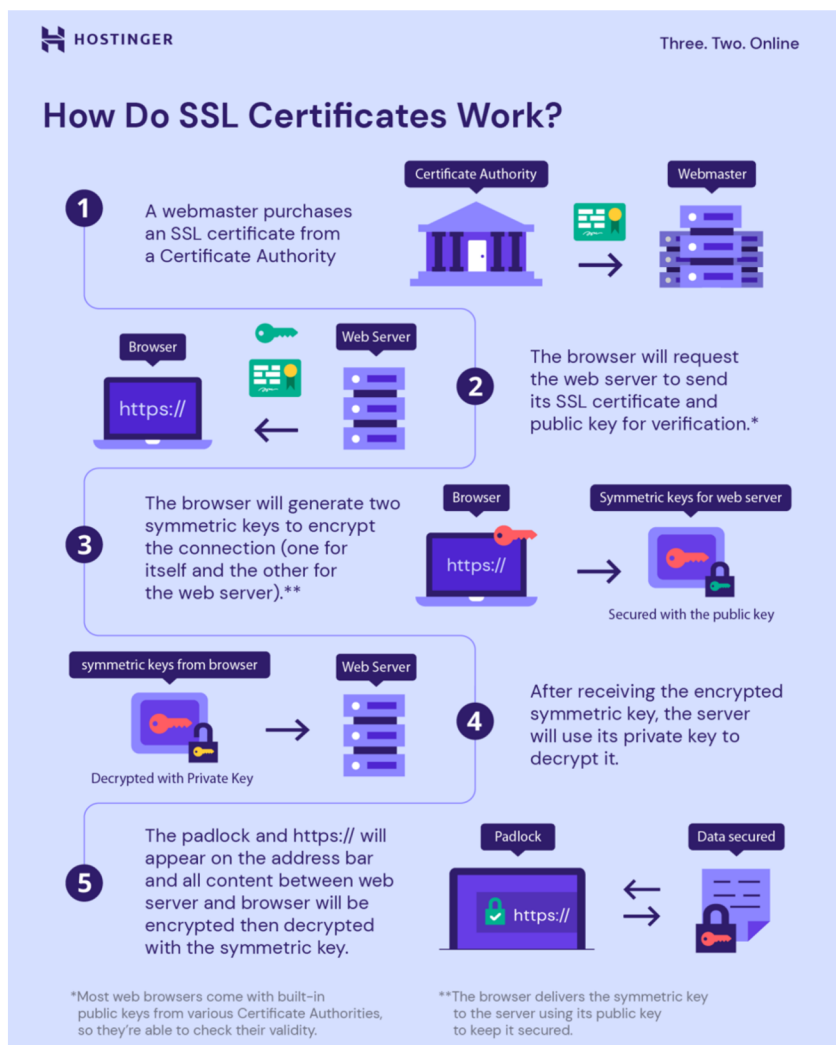 HOSTINGER
Three. Two. Online
How Do SSL Certificates Work?
1
A webmaster purchases
an SSL certificate from
a Certificate Authority
Certificate Authority
Webmaster
Browser
https://
Web Server
2
The browser will request
the web server to send
its SSL certificate and
public key for verification.*
3
The browser will generate two
symmetric keys to encrypt
the connection (one for
itself and the other for
the web server).**
Browser
https://
Symmetric keys for web server
Secured with the public key
symmetric keys from browser
Decrypted with Private Key
Web Server
4
After receiving the encrypted
symmetric key, the server
will use its private key to
decrypt it.
5
The padlock and https:// will
appear on the address bar
and all content between web
server and browser will be
encrypted then decrypted
with the symmetric key.
Padlock
https://
Data secured
*Most web browsers come with built-in
public keys from various Certificate Authorities,
so they're able to check their validity.
**The browser delivers the symmetric key
to the server using its public key
to keep it secured.